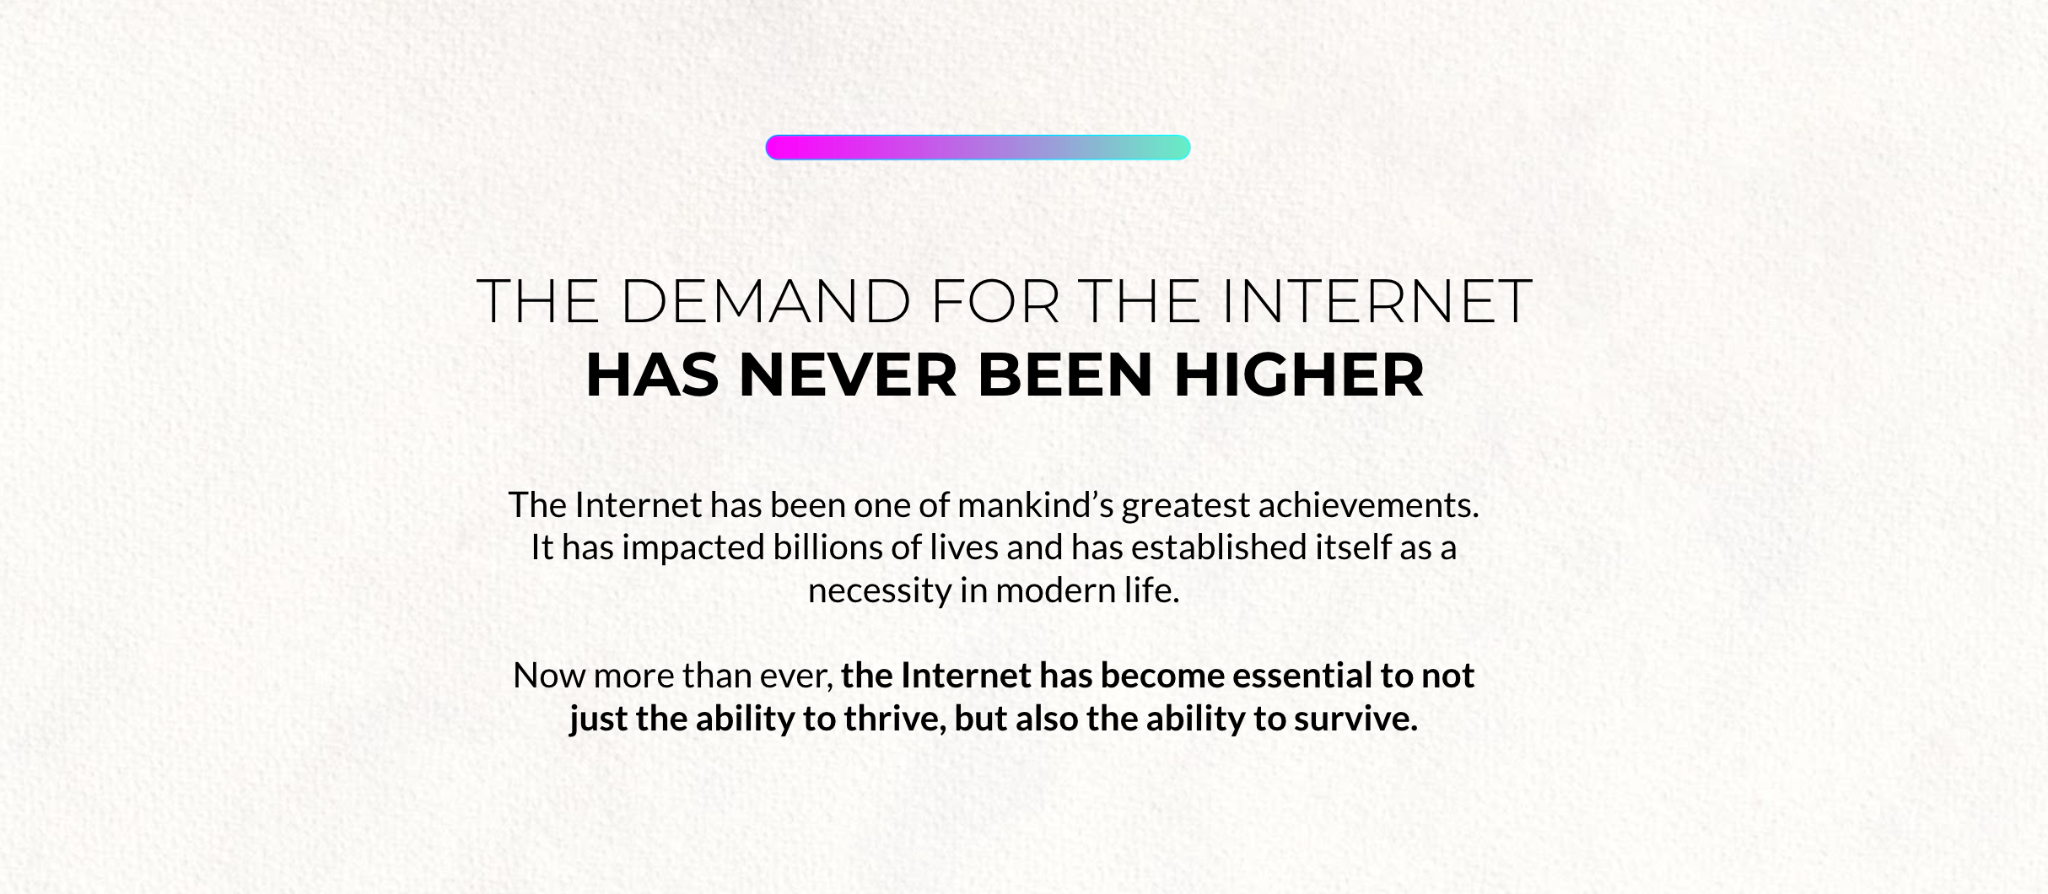 THE DEMAND FOR THE INTERNET
HAS NEVER BEEN HIGHER
The Internet has been one of mankind’s greatest achievements.
It has impacted billions of lives and has established itself as a
necessity in modern life.
Now more than ever, the Internet has become essential to not
just the ability to thrive, but also the ability to survive.